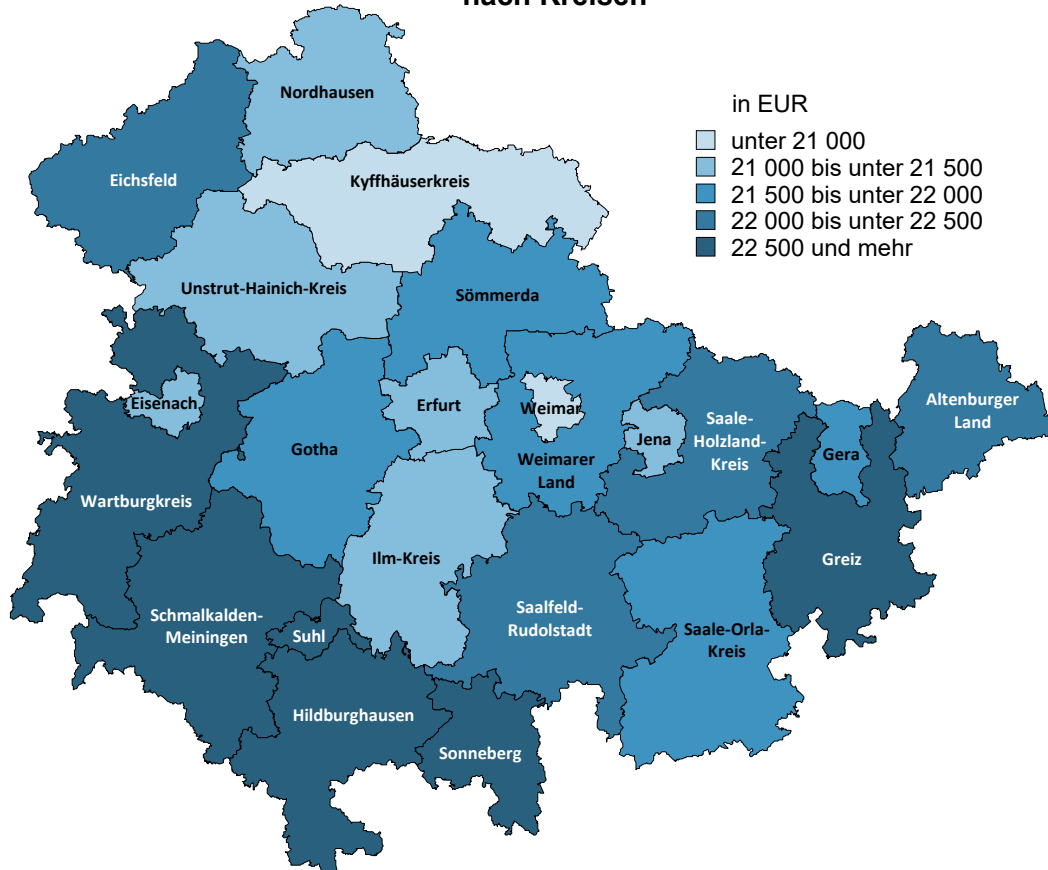 nach Kreisen
in EUR
unter 21 000
21 000 bis unter 21 500
21 500 bis unter 22 000
22 000 bis unter 22 500
22 500 und mehr
Nordhausen
Eichsfeld
Kyffhäuserkreis
Unstrut-Hainich-Kreis
Sömmerda
Eisenach
Erfurt
Weimar
Jena
Saale-
Holzland-
Kreis
Altenburger
Land
Gotha
Weimarer
Land
Gera
Wartburgkreis
Ilm-Kreis
Greiz
Schmalkalden-
Meiningen
Suhl
Saalfeld-
Rudolstadt
Saale-Orla-
Kreis
Hildburghausen
Sonneberg